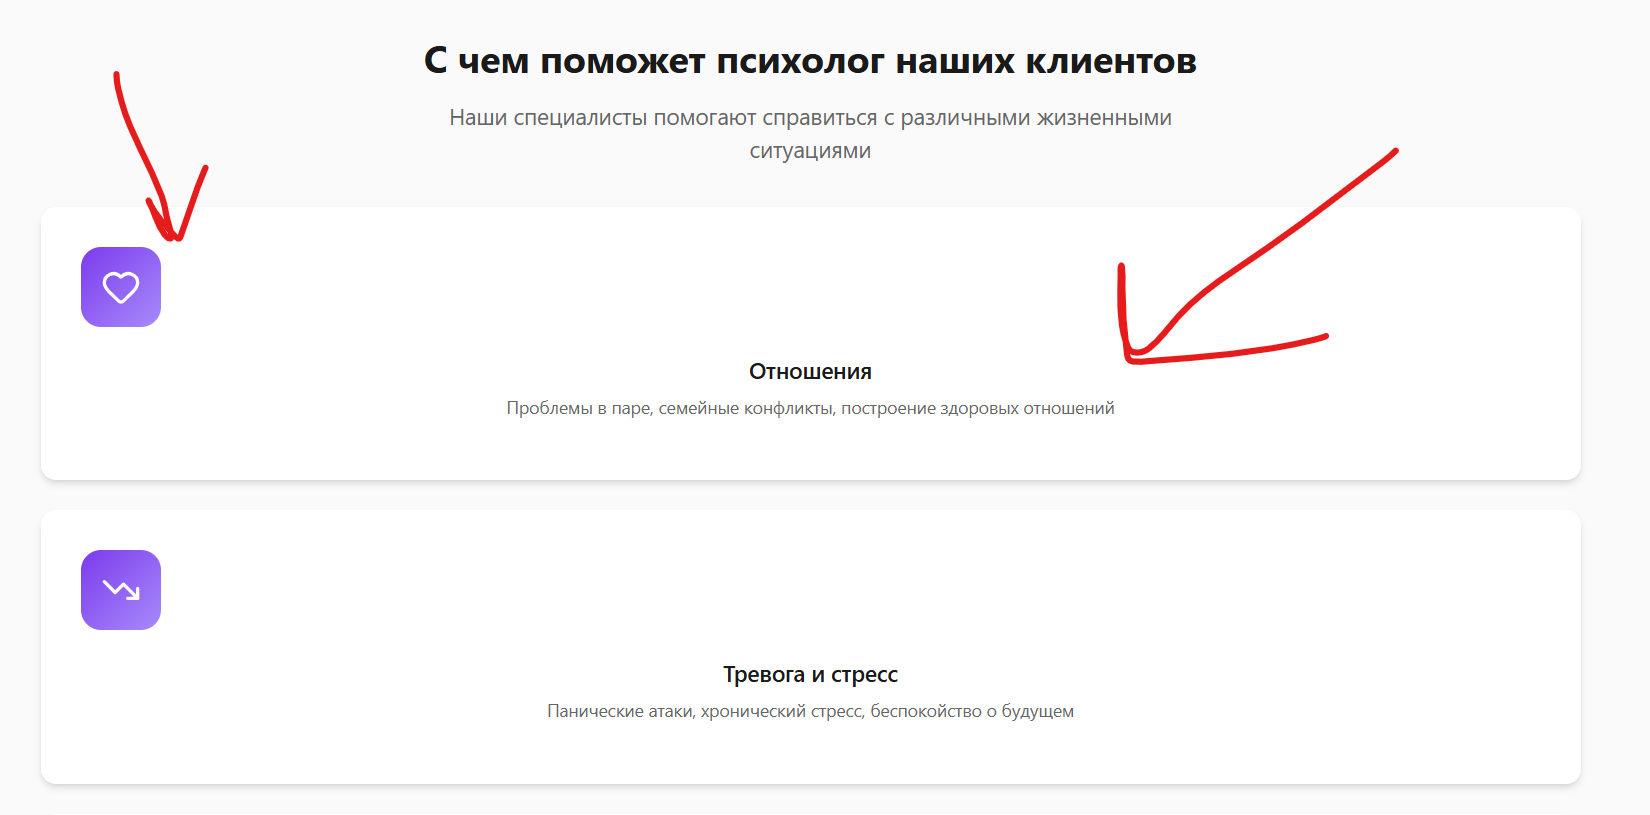 С чем поможет психолог наших клиентов
Наши специалисты помогают справиться с различными жизненными
ситуациями
Отношения
Проблемы в паре, семейные конфликты, построение здоровых отношений
Тревога и стресс
Панические атаки, хронический стресс, беспокойство о будущем